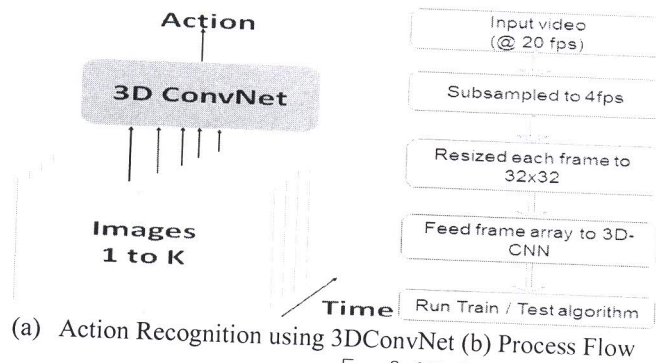 Action
3D ConvNet
Images
1 to K
Time
Input video
(@ 20 fps)
Subsampled to 4fps
Resized each frame to
32x32
Feed frame array to 3D-
CNN
Run Train / Test algorithm
(a) Action Recognition using 3DConvNet (b) Process Flow